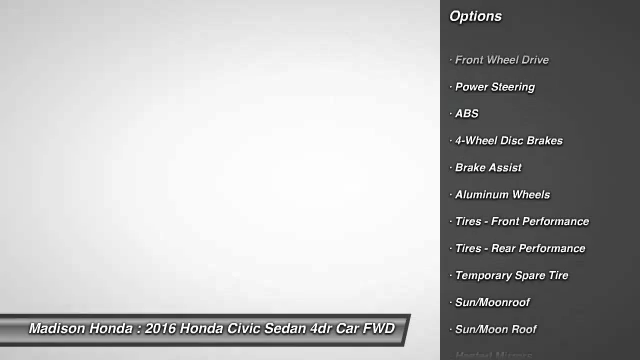 Options
· Front Wheel Drive
· Power Steering
· ABS
· 4-Wheel Disc Brakes
· Brake Assist
· Aluminum Wheels
· Tires - Front Performance
· Tires - Rear Performance
· Temporary Spare Tire
· Sun/Moonroof
· Sun/Moon Roof
Madison Honda : 2016 Honda Civic Sedan 4dr Car FWD